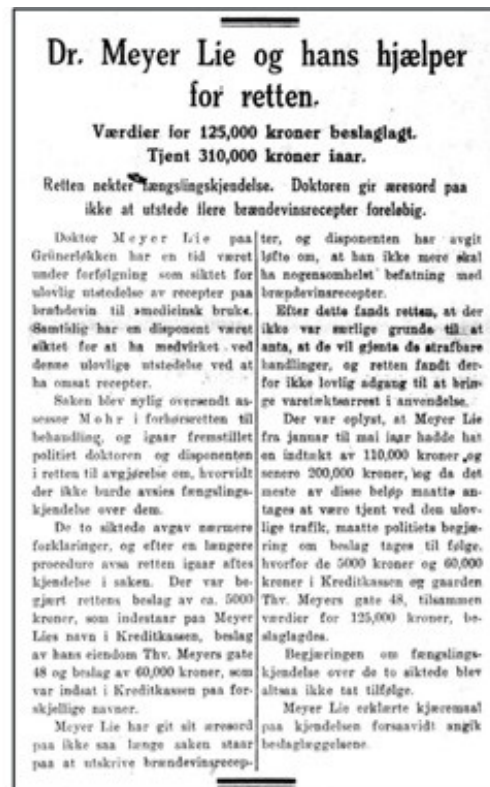 Dr. Meyer Lie og hans hjælper
for retten.
Værdier for 125,000 kroner beslaglagt.
Tjent 310,000 kroner iaar.
Retten nekter fængslingskjendelse. Doktoren gir æresord paa
ikke at utstede flere brændevinsrecepter foreløbig.
Doktor Meyer Lie paa
Grünerløkken har en tid været
under forfølgning som siktet for
ulovlig utstedelse av recepter paa
brændevin til »medicinsk bruk«.
Samtidig har en disponent været
siktet for at ha medvirket ved
denne ulovlige utstedelse ved at
ha omsat recepter.
Saken blev nylig oversendt as-
sessor Mohr i forhørsretten til
behandling, og igaar fremstillet
politiet doktoren og disponenten
i retten til avgjørelse om, hvorvidt
der ikke burde avsies fængslings-
kjendelse over dem.
De to siktede avgav nærmere
forklaringer, og efter en længere
procedure avsa retten igaar aftes
kjendelse i saken. Der var be-
gjært rettens beslag av ca. 5000
kroner, som indestaar paa Meyer
Lies navn i Kreditkassen, beslag
av hans eiendom Thv. Meyers gate
48 og beslag av 60,000 kroner, som
var indsat i Kreditkassen paa for-
skjellige navner.
Meyer Lie har git sit æresord
paa ikke saa længe saken staar
paa at utskrive brændevinsrecep-
ter, og disponenten har avgit
løfte om, at han ikke mere skal
ha nogensomhelst befatning med
brændevinsrecepter.
Efter dette fandt retten, at der
ikke var særlige grunde til at
anta, at de vil gjenta de strafbare
handlinger, og retten fandt der-
for ikke lovlig adgang til at brin-
ge varetæktsarrest i anvendelse.
Der var oplyst, at Meyer Lie
fra januar til mai iaar hadde hat
en indtækt av 110,000 kroner og
senere 200,000 kroner, og da det
meste av disse beløp maatte an-
tages at være tjent ved den ulov-
lige trafik, maatte politiets begjæ-
ring om beslag tages til følge,
hvorfor de 5000 kroner og 60,000
kroner i Kreditkassen og gaarden
Thv. Meyers gate 48, tilsammen
værdier for 125,000 kroner, be-
slaglagdes.
Begjæringen om fængslings-
kjendelse over de to siktede blev
altsaa ikke tat tilfølge.
Meyer Lie erklærte kjæremaal
paa kjendelsen forsaavidt angik
beslaglæggelsene.